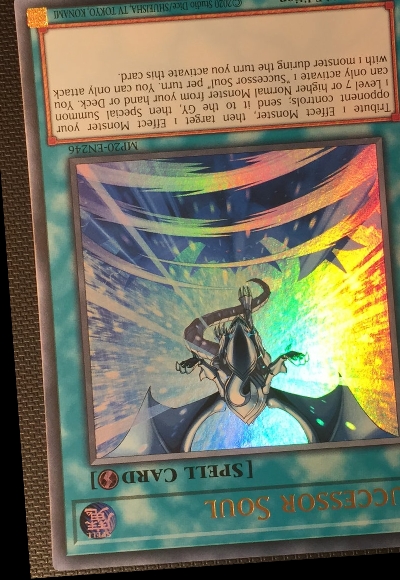 UCCESSOR SOUL
SPELL
魔
[SPELL CARD]
MP20-EN246
Tribute 1 Effect Monster, then target 1 Effect Monster your
opponent controls; send it to the GY, then Special Summon
1 Level 7 or higher Normal Monster from your hand or Deck. You
can only activate 1 "Successor Soul" per turn. You can only attack
with 1 monster during the turn you activate this card.
Edition
©2020 Studio Dice/SHUEISHA, TV TOKYO, KONAMI